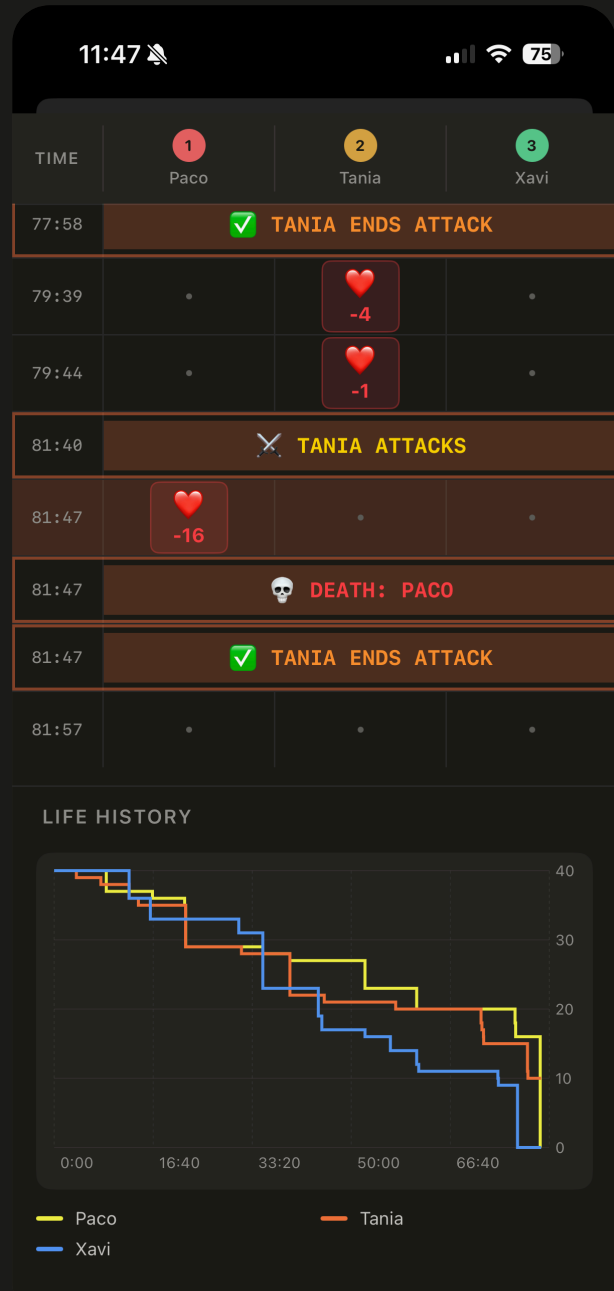 11:47
75
TIME
1
Paco
2
Tania
3
Xavi
77:58
TANIA ENDS ATTACK
79:39
-4
79:44
-1
81:40
TANIA ATTACKS
81:47
-16
81:47
DEATH: PACO
81:47
TANIA ENDS ATTACK
81:57
LIFE HISTORY
40
30
20
10
0
0:00 16:40 33:20 50:00 66:40
Paco
Tania
Xavi